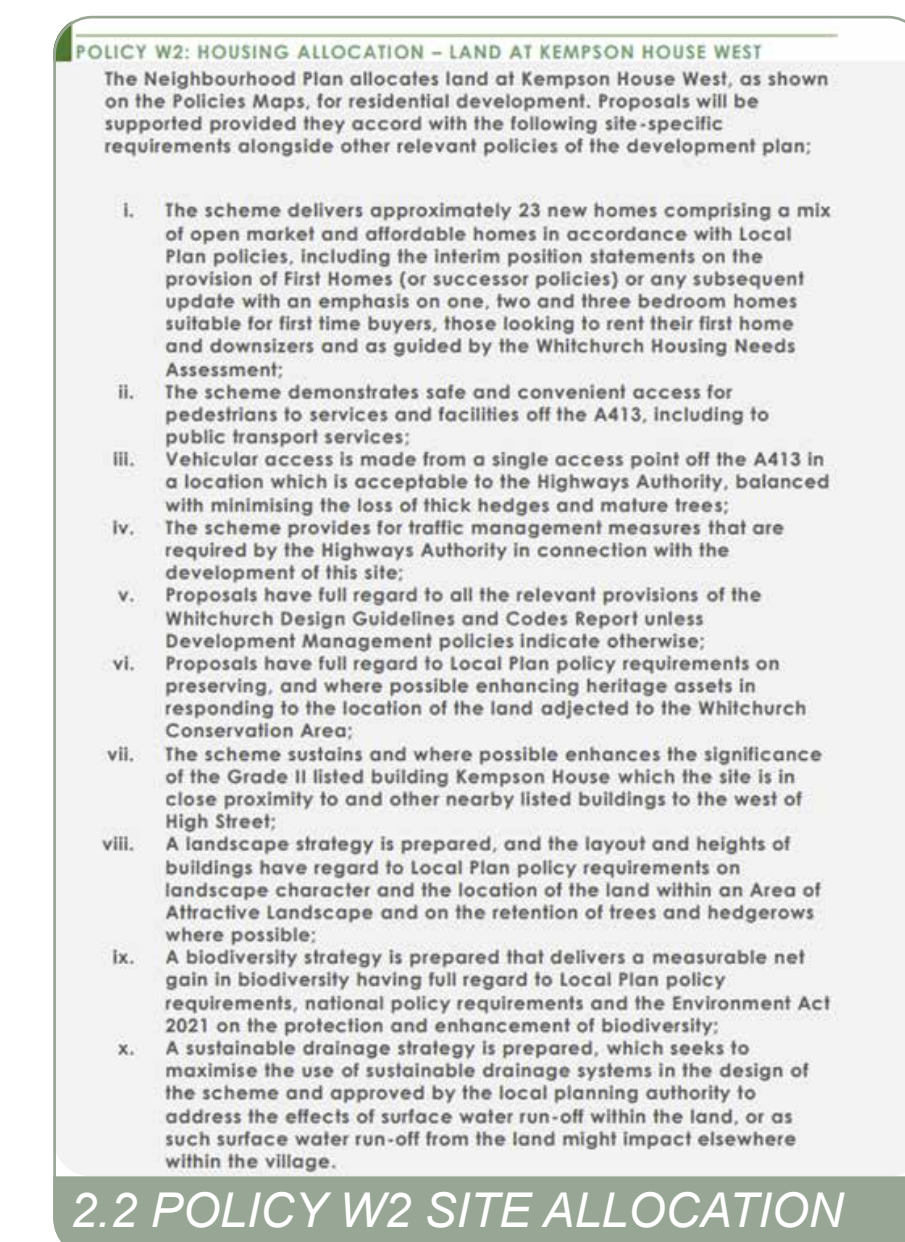 POLICY W2: HOUSING ALLOCATION – LAND AT KEMPSON HOUSE WEST
The Neighbourhood Plan allocates land at Kempson House West, as shown
on the Policies Maps, for residential development. Proposals will be
supported provided they accord with the following site-specific
requirements alongside other relevant policies of the development plan;
i. The scheme delivers approximately 23 new homes comprising a mix
of open market and affordable homes in accordance with Local
Plan policies, including the interim position statements on the
provision of First Homes (or successor policies) or any subsequent
update with an emphasis on one, two and three bedroom homes
suitable for first time buyers, those looking to rent their first home
and downsizers and as guided by the Whitchurch Housing Needs
Assessment;
ii. The scheme demonstrates safe and convenient access for
pedestrians to services and facilities off the A413, including to
public transport services;
iii. Vehicular access is made from a single access point off the A413 in
a location which is acceptable to the Highways Authority, balanced
with minimising the loss of thick hedges and mature trees;
iv. The scheme provides for traffic management measures that are
required by the Highways Authority in connection with the
development of this site;
v. Proposals have full regard to all the relevant provisions of the
Whitchurch Design Guidelines and Codes Report unless
Development Management policies indicate otherwise;
vi. Proposals have full regard to Local Plan policy requirements on
preserving, and where possible enhancing heritage assets in
responding to the location of the land adjected to the Whitchurch
Conservation Area;
vii. The scheme sustains and where possible enhances the significance
of the Grade II listed building Kempson House which the site is in
close proximity to and other nearby listed buildings to the west of
High Street;
viii. A landscape strategy is prepared, and the layout and heights of
buildings have regard to Local Plan policy requirements on
landscape character and the location of the land within an Area of
Attractive Landscape and on the retention of trees and hedgerows
where possible;
ix. A biodiversity strategy is prepared that delivers a measurable net
gain in biodiversity having full regard to Local Plan policy
requirements, national policy requirements and the Environment Act
2021 on the protection and enhancement of biodiversity;
x. A sustainable drainage strategy is prepared, which seeks to
maximise the use of sustainable drainage systems in the design of
the scheme and approved by the local planning authority to
address the effects of surface water run-off within the land, or as
such surface water run-off from the land might impact elsewhere
within the village.
2.2 POLICY W2 SITE ALLOCATION